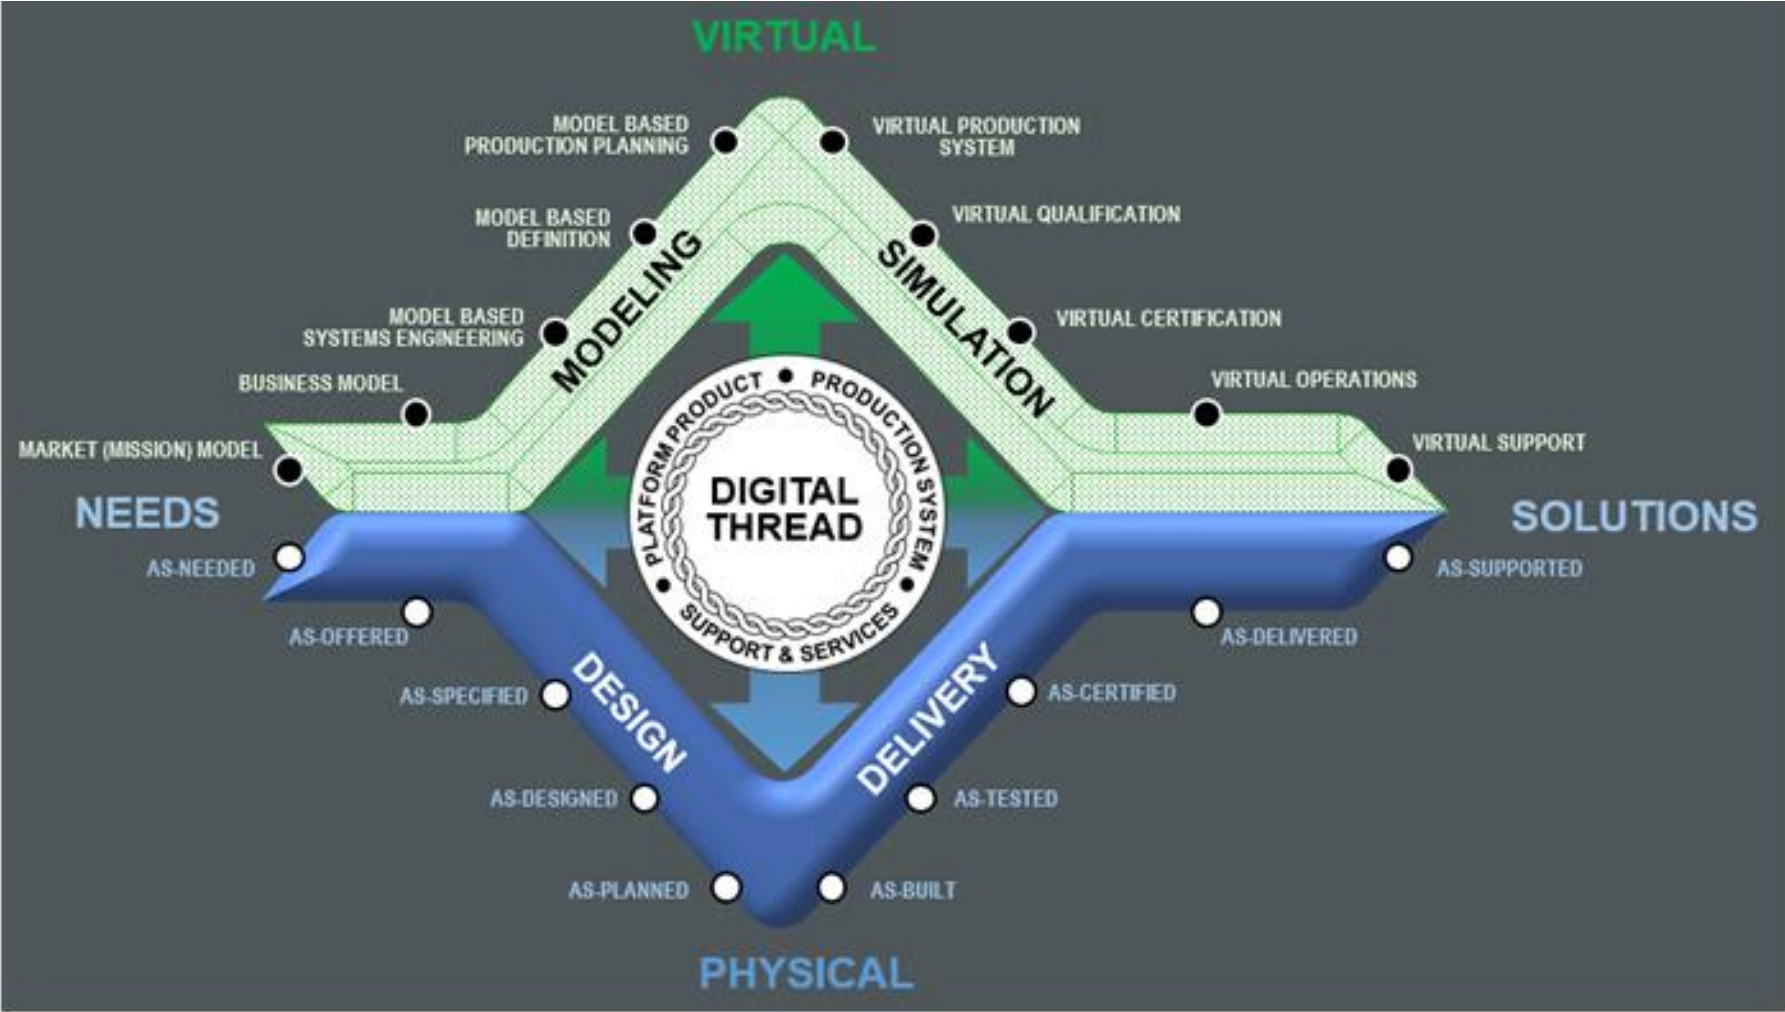 VIRTUAL
MODEL BASED
PRODUCTION PLANNING
VIRTUAL PRODUCTION
SYSTEM
MODEL BASED
DEFINITION
VIRTUAL QUALIFICATION
MODELING
SIMULATION
MODEL BASED
SYSTEMS ENGINEERING
VIRTUAL CERTIFICATION
BUSINESS MODEL
VIRTUAL OPERATIONS
MARKET (MISSION) MODEL
VIRTUAL SUPPORT
PLATFORM PRODUCT
PRODUCTION SYSTEM
SUPPORT & SERVICES
DIGITAL
THREAD
NEEDS
SOLUTIONS
AS-NEEDED
AS-SUPPORTED
AS-OFFERED
AS-DELIVERED
AS-SPECIFIED
AS-CERTIFIED
DESIGN
DELIVERY
AS-DESIGNED
AS-TESTED
AS-PLANNED
AS-BUILT
PHYSICAL